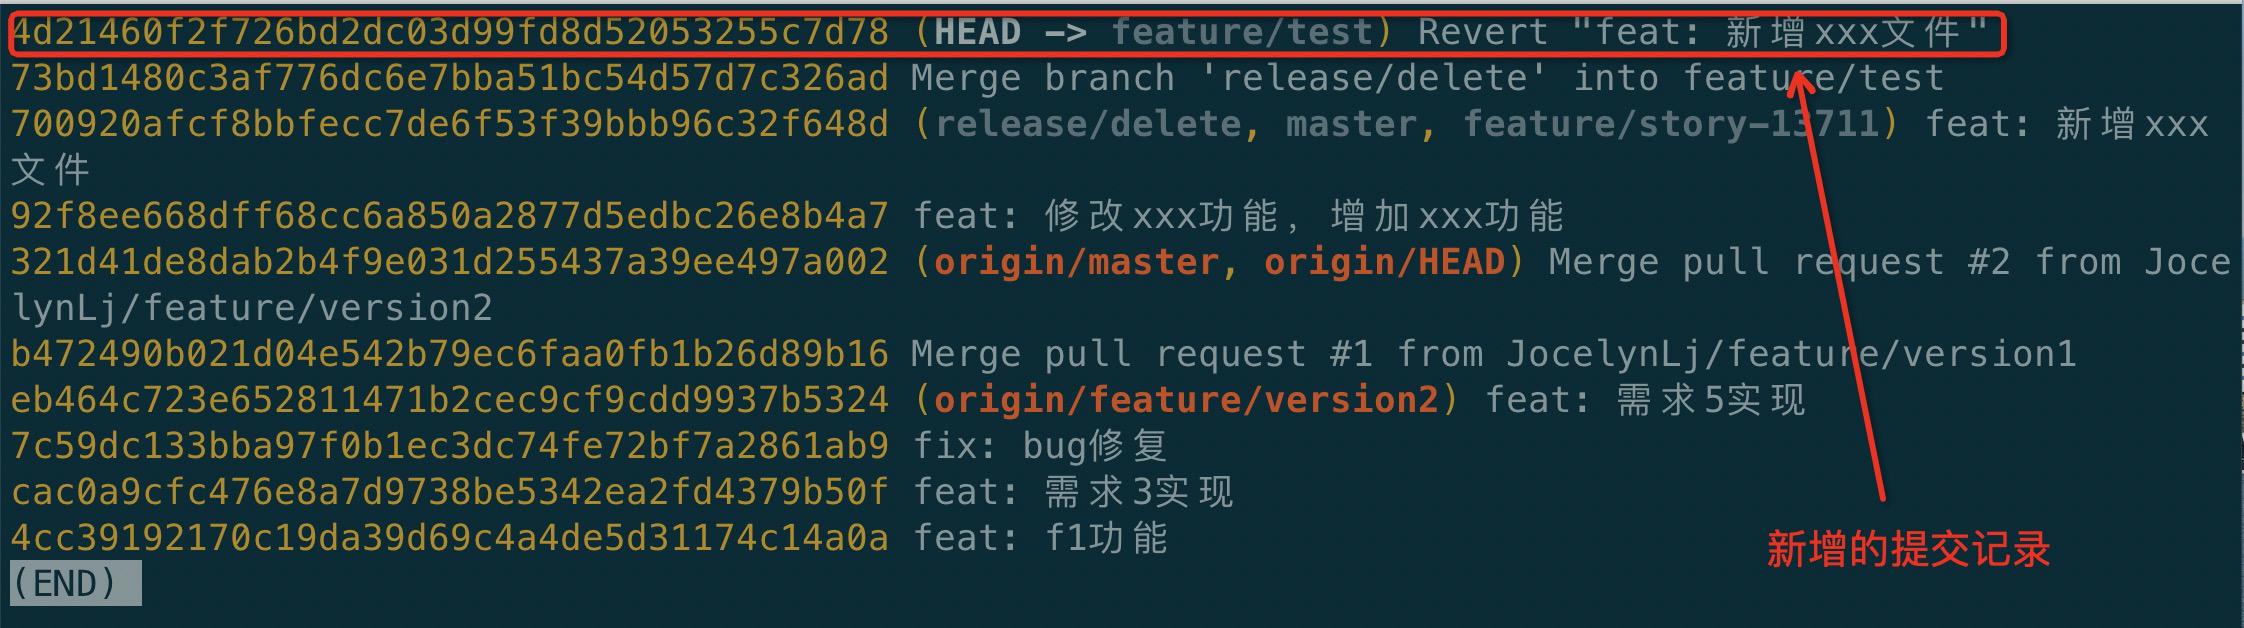 4d21460f2f726bd2dc03d99fd8d52053255c7d78 (HEAD -> feature/test) Revert "feat: 新增xxx文件"
73bd1480c3af776dc6e7bba51bc54d57d7c326ad Merge branch 'release/delete' into feature/test
700920afcf8bbfecc7de6f53f39bbb96c32f648d (release/delete, master, feature/story-13711) feat: 新增xxx
文件
92f8ee668dff68cc6a850a2877d5edbc26e8b4a7 feat: 修改xxx功能，增加xxx功能
321d41de8dab2b4f9e031d255437a39ee497a002 (origin/master, origin/HEAD) Merge pull request #2 from Joce
lynLj/feature/version2
b472490b021d04e542b79ec6faa0fb1b26d89b16 Merge pull request #1 from JocelynLj/feature/version1
eb464c723e652811471b2cec9cf9cdd9937b5324 (origin/feature/version2) feat: 需求5实现
7c59dc133bba97f0b1ec3dc74fe72bf7a2861ab9 fix: bug修复
cac0a9cfc476e8a7d9738be5342ea2fd4379b50f feat: 需求3实现
4cc39192170c19da39d69c4a4de5d31174c14a0a feat: f1功能
新增的提交记录
(END)